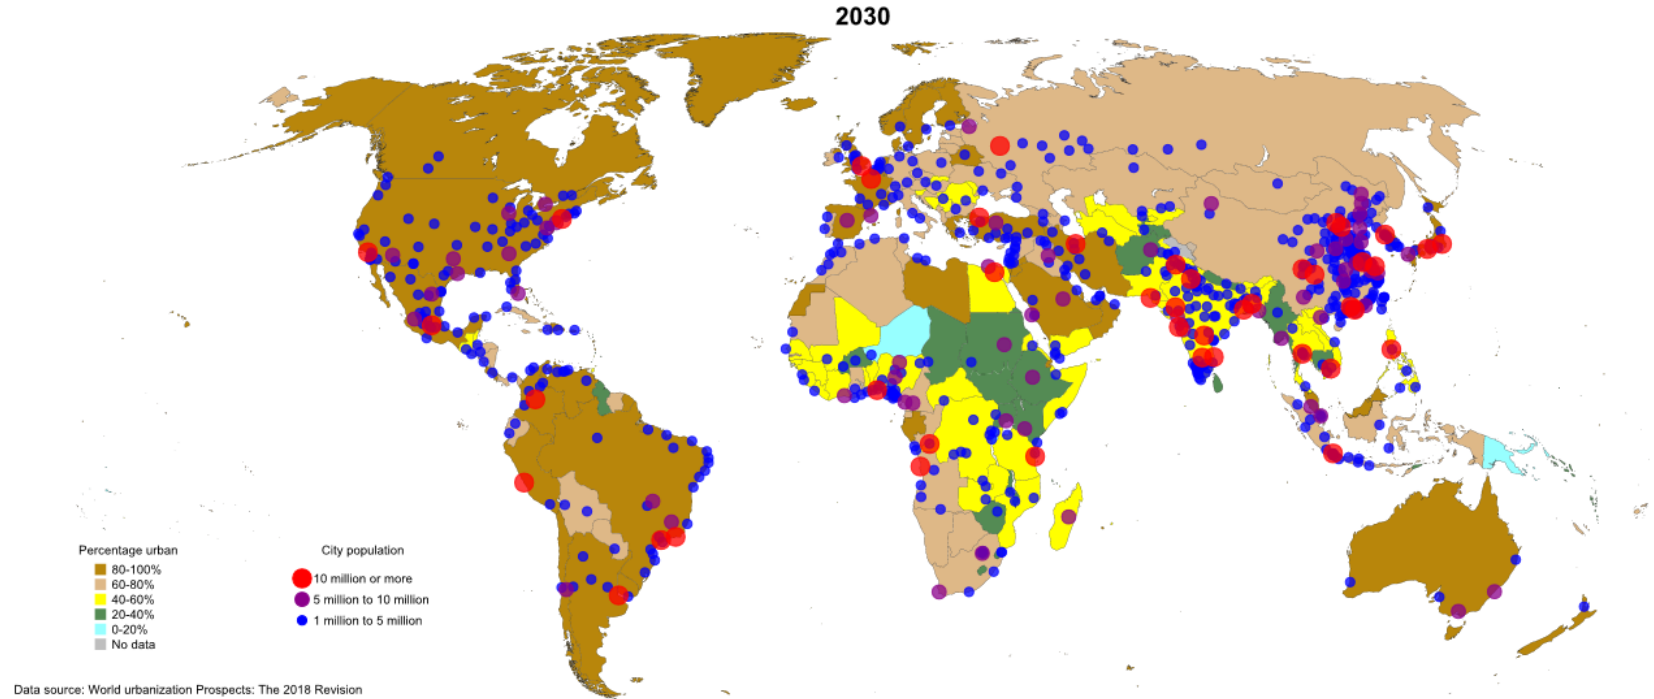 2030
Percentage urban
80-100%
60-80%
40-60%
20-40%
0-20%
No data
City population
10 million or more
5 million to 10 million
1 million to 5 million
Data source: World urbanization Prospects: The 2018 Revision